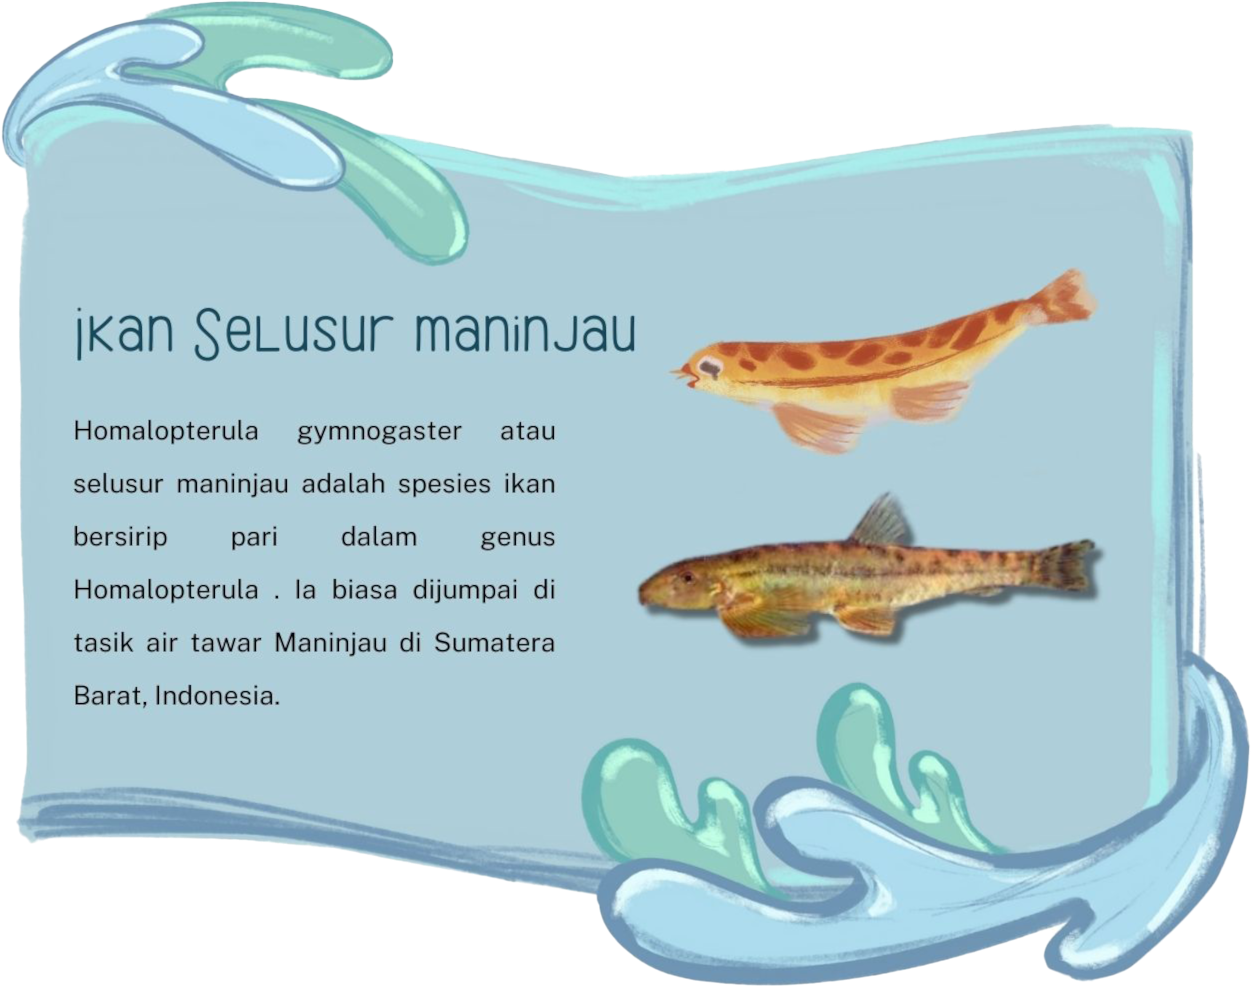 ikan Selusur maninjau
Homalopterula gymnogaster atau
selusur maninjau adalah spesies ikan
bersirip pari dalam genus
Homalopterula . Ia biasa dijumpai di
tasik air tawar Maninjau di Sumatera
Barat, Indonesia.